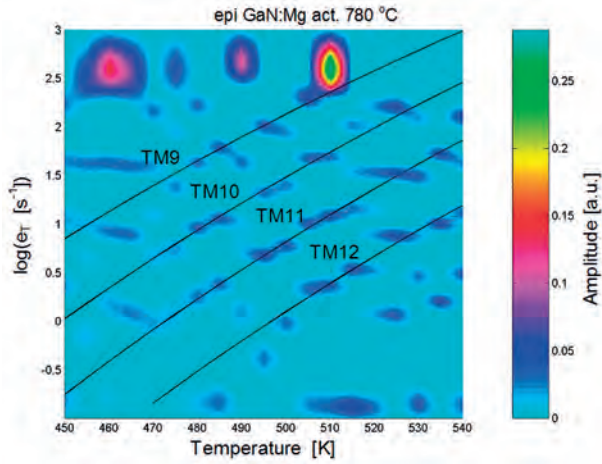 epi GaN:Mg act. 780 °C
3
2.5
2
1.5
1
0.5
0
-0.5
log(eT [s-1])
TM9
TM10
TM11
TM12
450 460 470 480 490 500 510 520 530 540
Temperature [K]
0.25
0.2
0.15
0.1
0.05
0
Amplitude [a.u.]